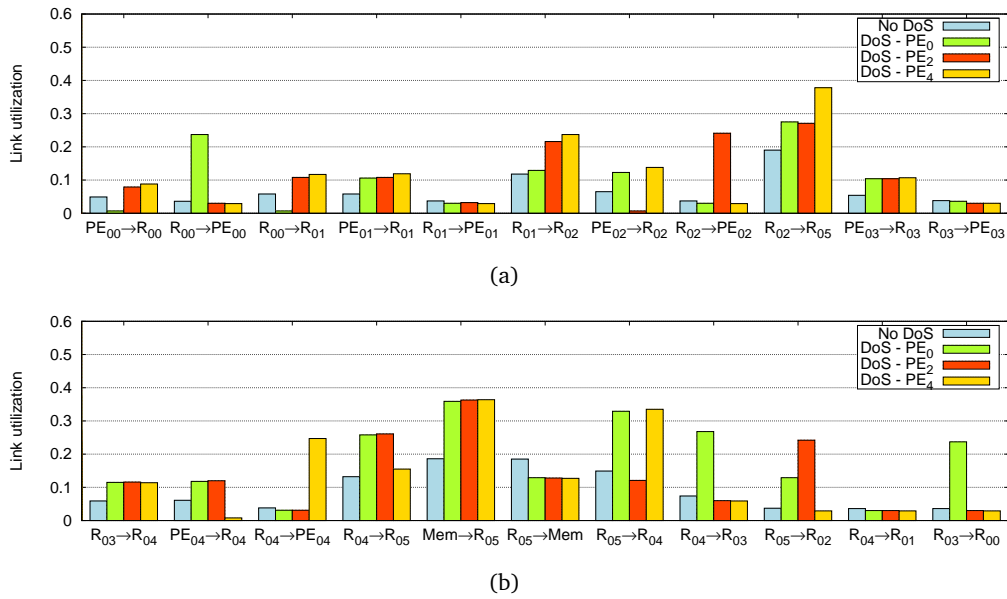 0.6
0.5
0.4
0.3
0.2
0.1
0
Link utilization
No DoS
DoS - PE₀
DoS - PE₂
DoS - PE₄
PE₀₀→R₀₀ R₀₀→PE₀₀ R₀₀→R₀₁ PE₀₁→R₀₁ R₀₁→PE₀₁ R₀₁→R₀₂ PE₀₂→R₀₂ R₀₂→PE₀₂ R₀₂→R₀₅ PE₀₃→R₀₃ R₀₃→PE₀₃
(a)
0.6
0.5
0.4
0.3
0.2
0.1
0
Link utilization
No DoS
DoS - PE₀
DoS - PE₂
DoS - PE₄
R₀₃→R₀₄ PE₀₄→R₀₄ R₀₄→PE₀₄ R₀₄→R₀₅ Mem→R₀₅ R₀₅→Mem R₀₅→R₀₄ R₀₄→R₀₃ R₀₅→R₀₂ R₀₄→R₀₁ R₀₃→R₀₀
(b)